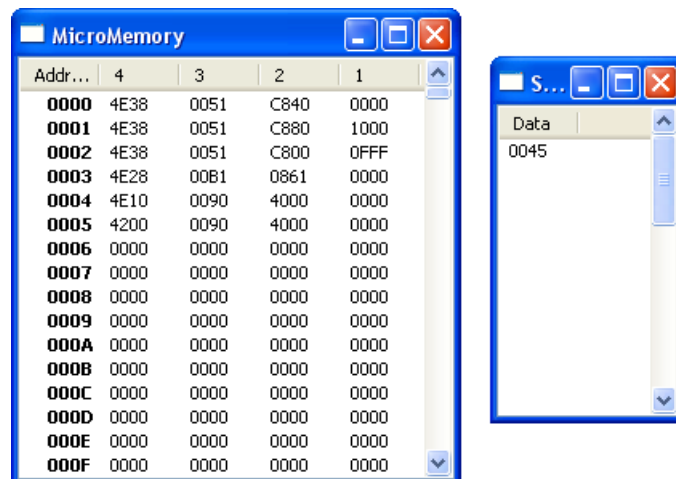 MicroMemory
Addr... 4 3 2 1
0000 4E38 0051 C840 0000
0001 4E38 0051 C880 1000
0002 4E38 0051 C800 0FFF
0003 4E28 00B1 0861 0000
0004 4E10 0090 4000 0000
0005 4200 0090 4000 0000
0006 0000 0000 0000 0000
0007 0000 0000 0000 0000
0008 0000 0000 0000 0000
0009 0000 0000 0000 0000
000A 0000 0000 0000 0000
000B 0000 0000 0000 0000
000C 0000 0000 0000 0000
000D 0000 0000 0000 0000
000E 0000 0000 0000 0000
000F 0000 0000 0000 0000
S...
Data
0045